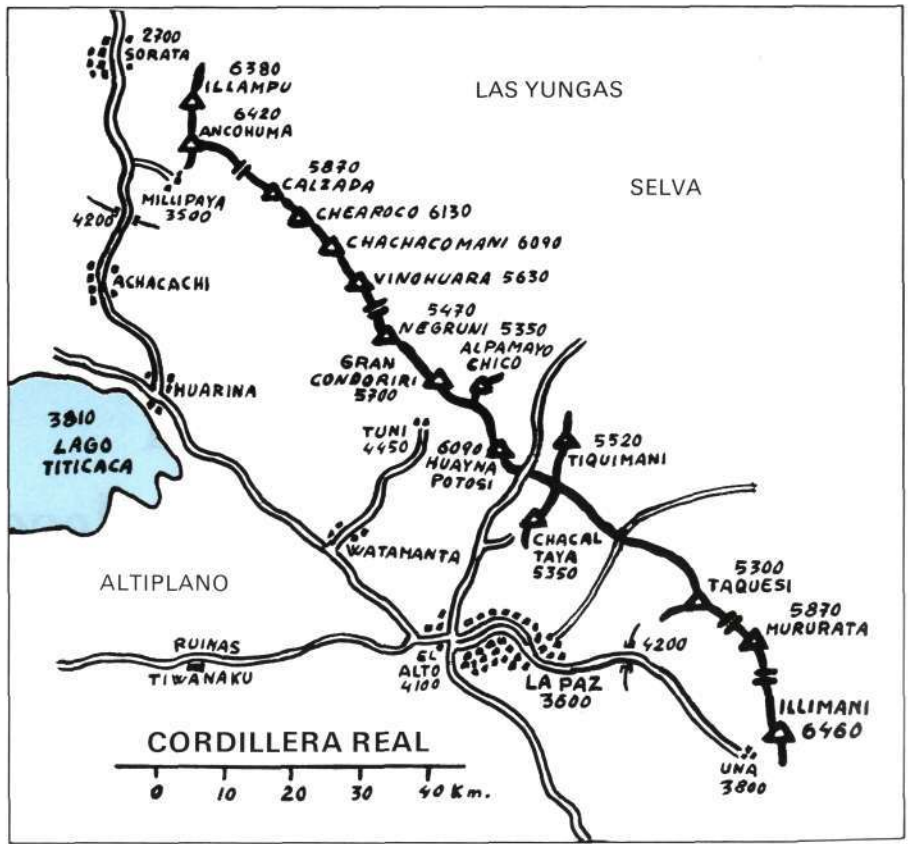 2700
SORATA
6380
ILLAMPU
6420
ANCOHUMA
LAS YUNGAS
SELVA
5870
CALZADA
MILLIPAYA
3500
CHEAROCO 6130
4200
CHACHACOMANI 6090
ACHACACHI
VINOHUARA 5630
5470
NEGRUNI 5350
ALPAMAYO
CHICO
GRAN
CONDORIRI
5700
HUARINA
3810
LAGO
TITICACA
TUNI
4450
6090
HUAYNA
POTOSI
5520
TIQUIMANI
WATAMANTA
CHACAL
TAYA
5350
ALTIPLANO
5300
TAQUESI
5870
MURURATA
RUINAS
TIWANAKU
EL
ALTO
4100
LA PAZ
3600
4200
ILLIMANI
6460
UNA
3800
CORDILLERA REAL
0 10 20 30 40 Km.